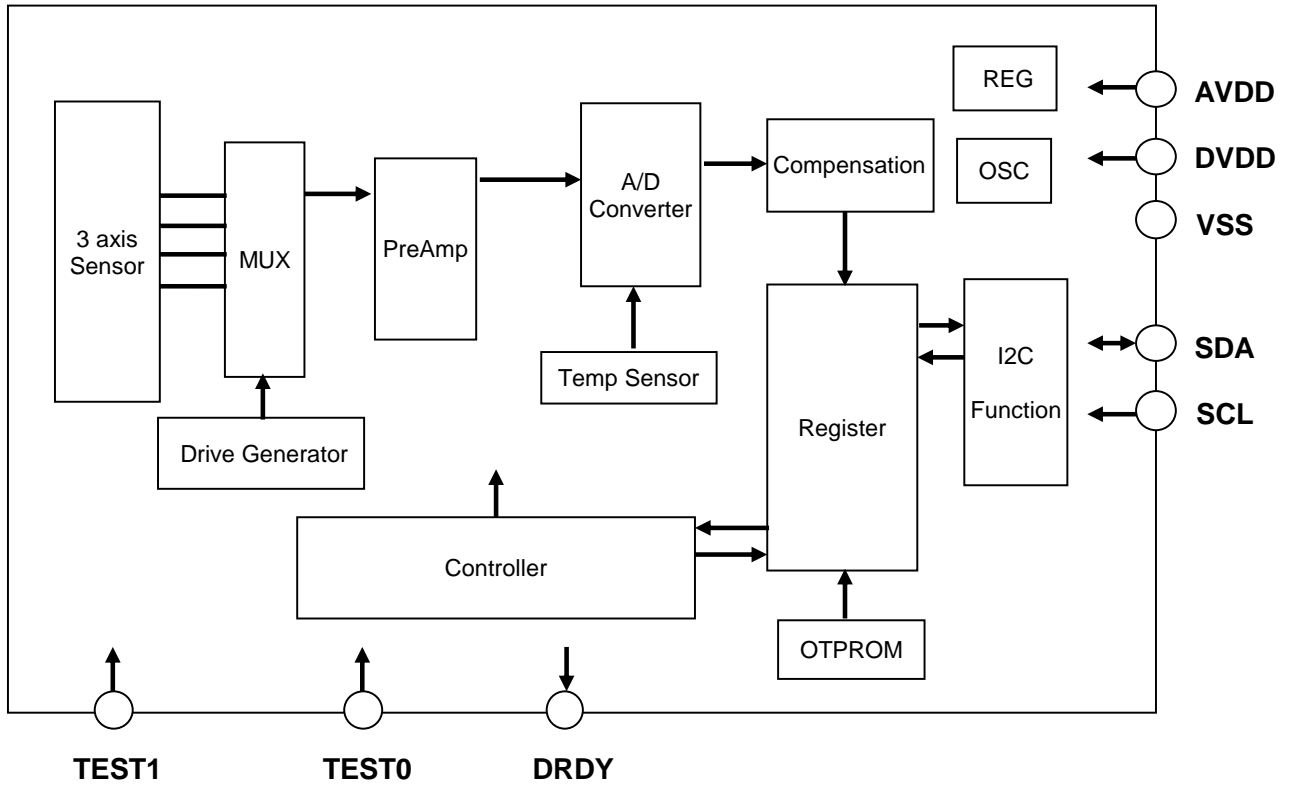 REG
AVDD
OSC
DVDD
VSS
3 axis
Sensor
MUX
PreAmp
A/D
Converter
Compensation
Temp Sensor
Drive Generator
Register
I2C
Function
SDA
SCL
Controller
OTPROM
TEST1
TEST0
DRDY